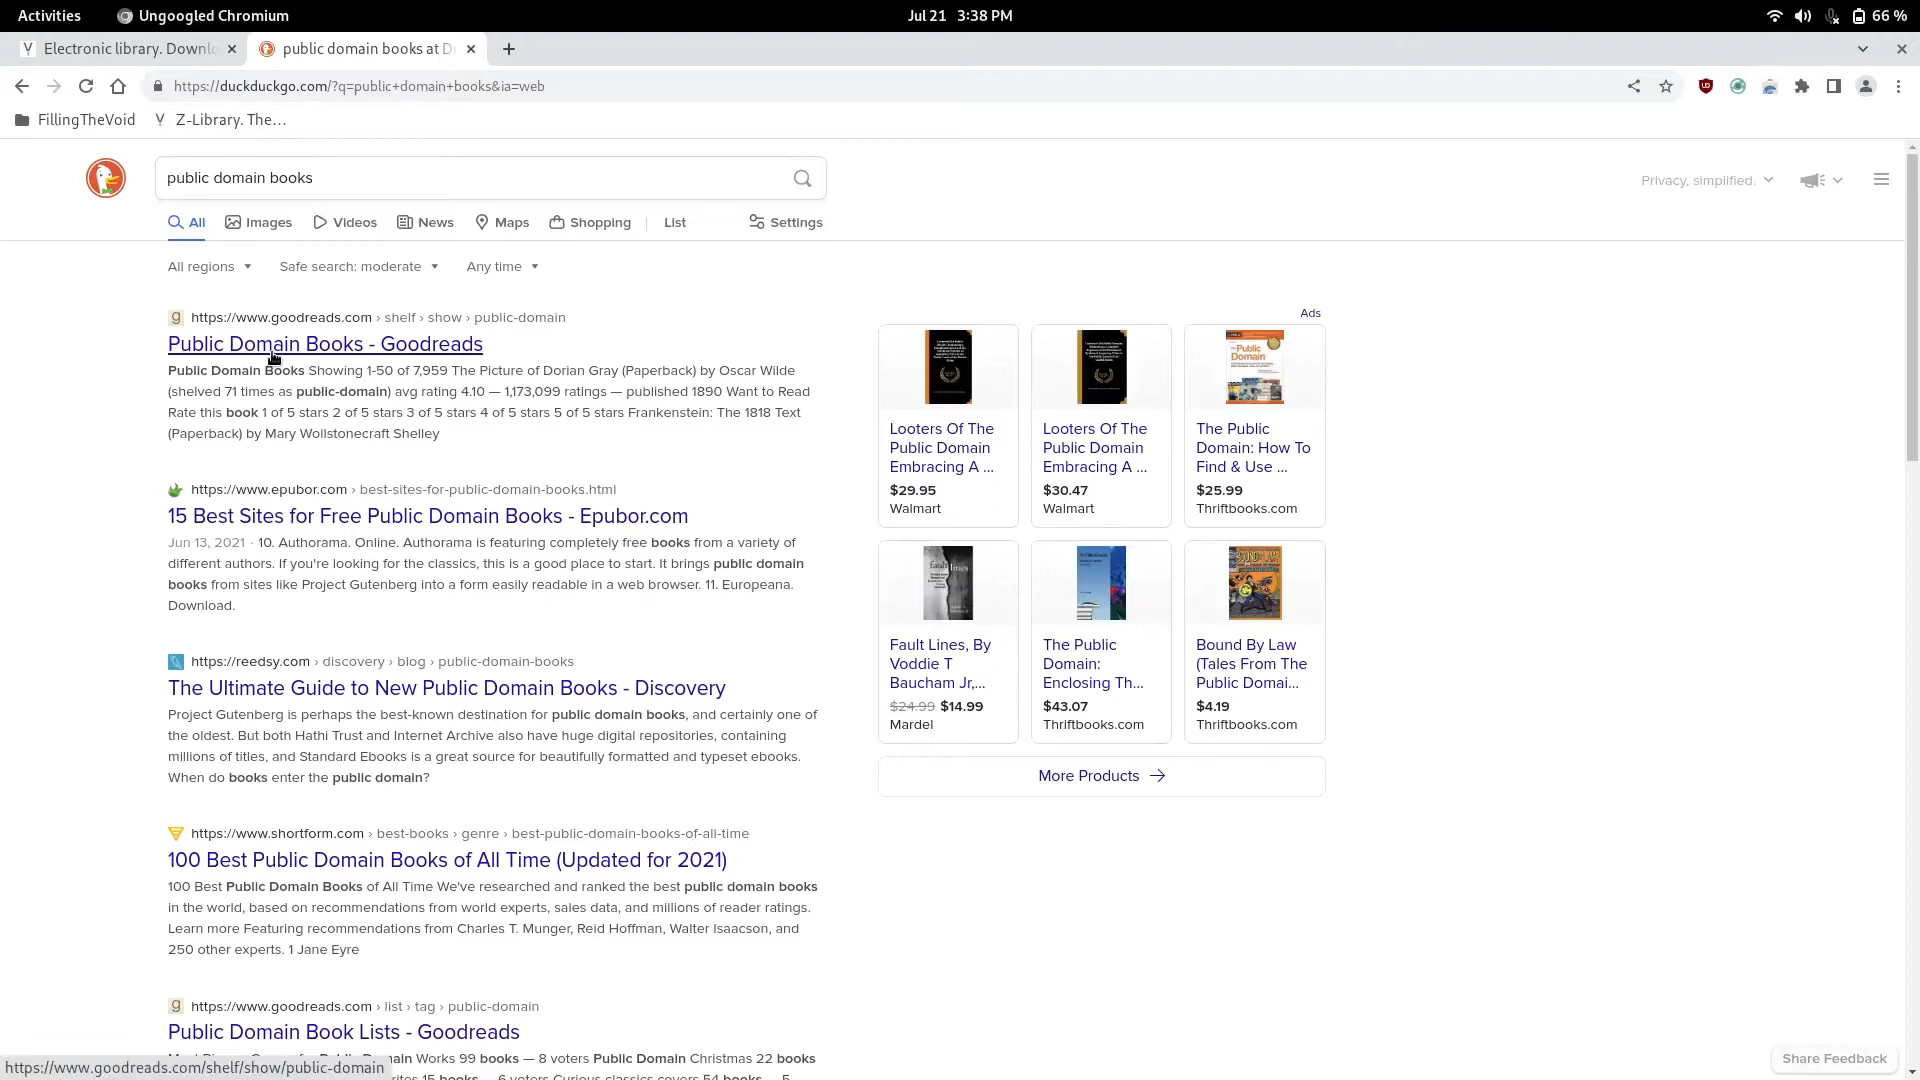 Activities
Ungoogled Chromium
Jul 21 3:38 PM
66 %
Electronic library. Downl
public domain books at D
https://duckduckgo.com/?q=public+domain+books&ia=web
FillingTheVoid
Z-Library. The…
public domain books
Privacy, simplified.
All
Images
Videos
News
Maps
Shopping
List
Settings
All regions
Safe search: moderate
Any time
https://www.goodreads.com › shelf › show › public-domain
Public Domain Books - Goodreads
Public Domain Books Showing 1-50 of 7,959 The Picture of Dorian Gray (Paperback) by Oscar Wilde
(shelved 71 times as public-domain) avg rating 4.10 — 1,173,099 ratings — published 1890 Want to Read
Rate this book 1 of 5 stars 2 of 5 stars 3 of 5 stars 4 of 5 stars 5 of 5 stars Frankenstein: The 1818 Text
(Paperback) by Mary Wollstonecraft Shelley
https://www.epubor.com › best-sites-for-public-domain-books.html
15 Best Sites for Free Public Domain Books - Epubor.com
Jun 13, 2021 · 10. Authorama. Online. Authorama is featuring completely free books from a variety of
different authors. If you're looking for the classics, this is a good place to start. It brings public domain
books from sites like Project Gutenberg into a form easily readable in a web browser. 11. Europeana.
Download.
https://reedsy.com › discovery › blog › public-domain-books
The Ultimate Guide to New Public Domain Books - Discovery
Project Gutenberg is perhaps the best-known destination for public domain books, and certainly one of
the oldest. But both Hathi Trust and Internet Archive also have huge digital repositories, containing
millions of titles, and Standard Ebooks is a great source for beautifully formatted and typeset ebooks.
When do books enter the public domain?
https://www.shortform.com › best-books › genre › best-public-domain-books-of-all-time
100 Best Public Domain Books of All Time (Updated for 2021)
100 Best Public Domain Books of All Time We've researched and ranked the best public domain books
in the world, based on recommendations from world experts, sales data, and millions of reader ratings.
Learn more Featuring recommendations from Charles T. Munger, Reid Hoffman, Walter Isaacson, and
250 other experts. 1 Jane Eyre
https://www.goodreads.com › list › tag › public-domain
Public Domain Book Lists - Goodreads
Works 99 books — 8 voters Public Domain Christmas 22 books
15 books — 6 voters Curious classics covers 54 books — 5
https://www.goodreads.com/shelf/show/public-domain
Ads
Looters Of The
Public Domain
Embracing A ...
$29.95
Walmart
Looters Of The
Public Domain
Embracing A ...
$30.47
Walmart
The Public
Domain
The Public
Domain: How To
Find & Use ...
$25.99
Thriftbooks.com
fault lines
Fault Lines, By
Voddie T
Baucham Jr,...
$24.99 $14.99
Mardel
The Public
Domain:
Enclosing Th...
$43.07
Thriftbooks.com
Bound By Law
(Tales From The
Public Domai...
$4.19
Thriftbooks.com
More Products
Share Feedback